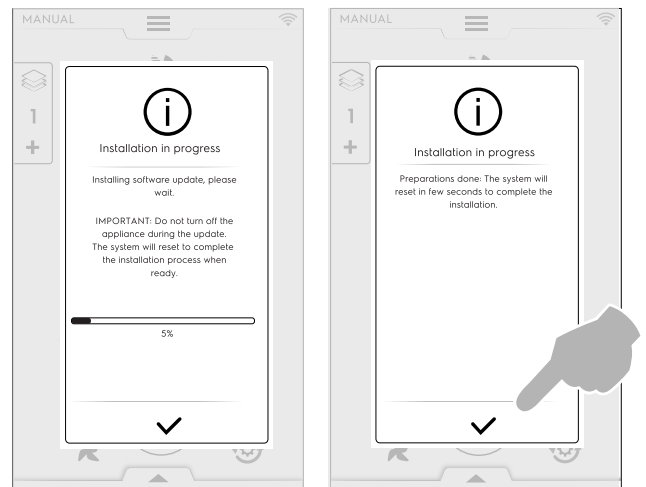 MANUAL
1
+
i
Installation in progress
Installing software update, please
wait.
IMPORTANT: Do not turn off the
appliance during the update.
The system will reset to complete
the installation process when
ready.
5%
MANUAL
1
+
i
Installation in progress
Preparations done: The system will
reset in few seconds to complete the
installation.